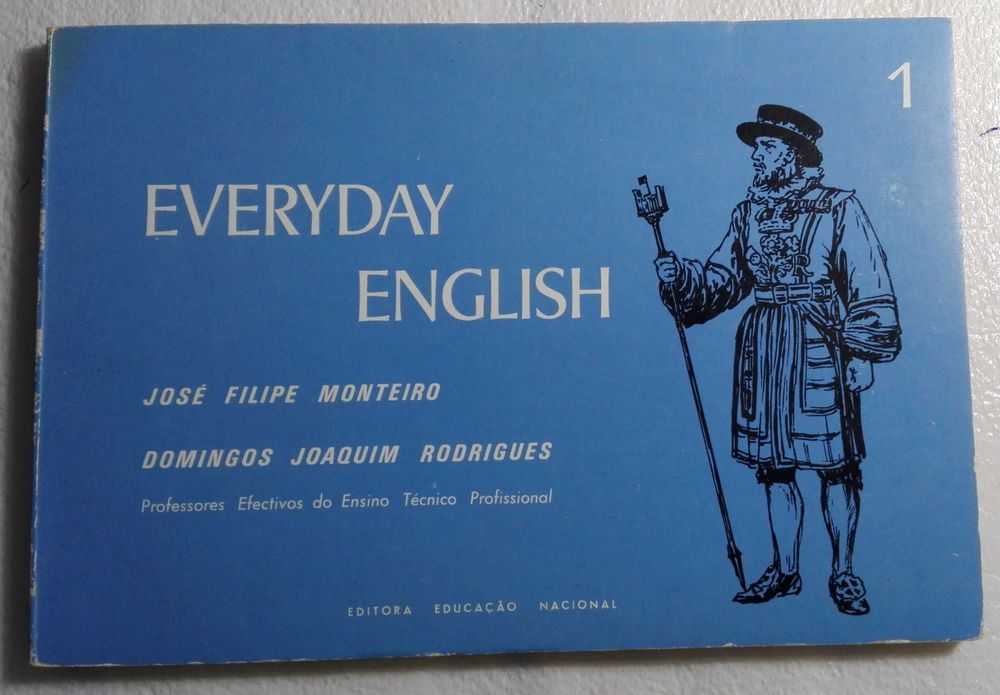 1
EVERYDAY
ENGLISH
JOSÉ FILIPE MONTEIRO
DOMINGOS JOAQUIM RODRIGUES
Professores Efectivos do Ensino Técnico Profissional
EDITORA EDUCAÇÃO NACIONAL